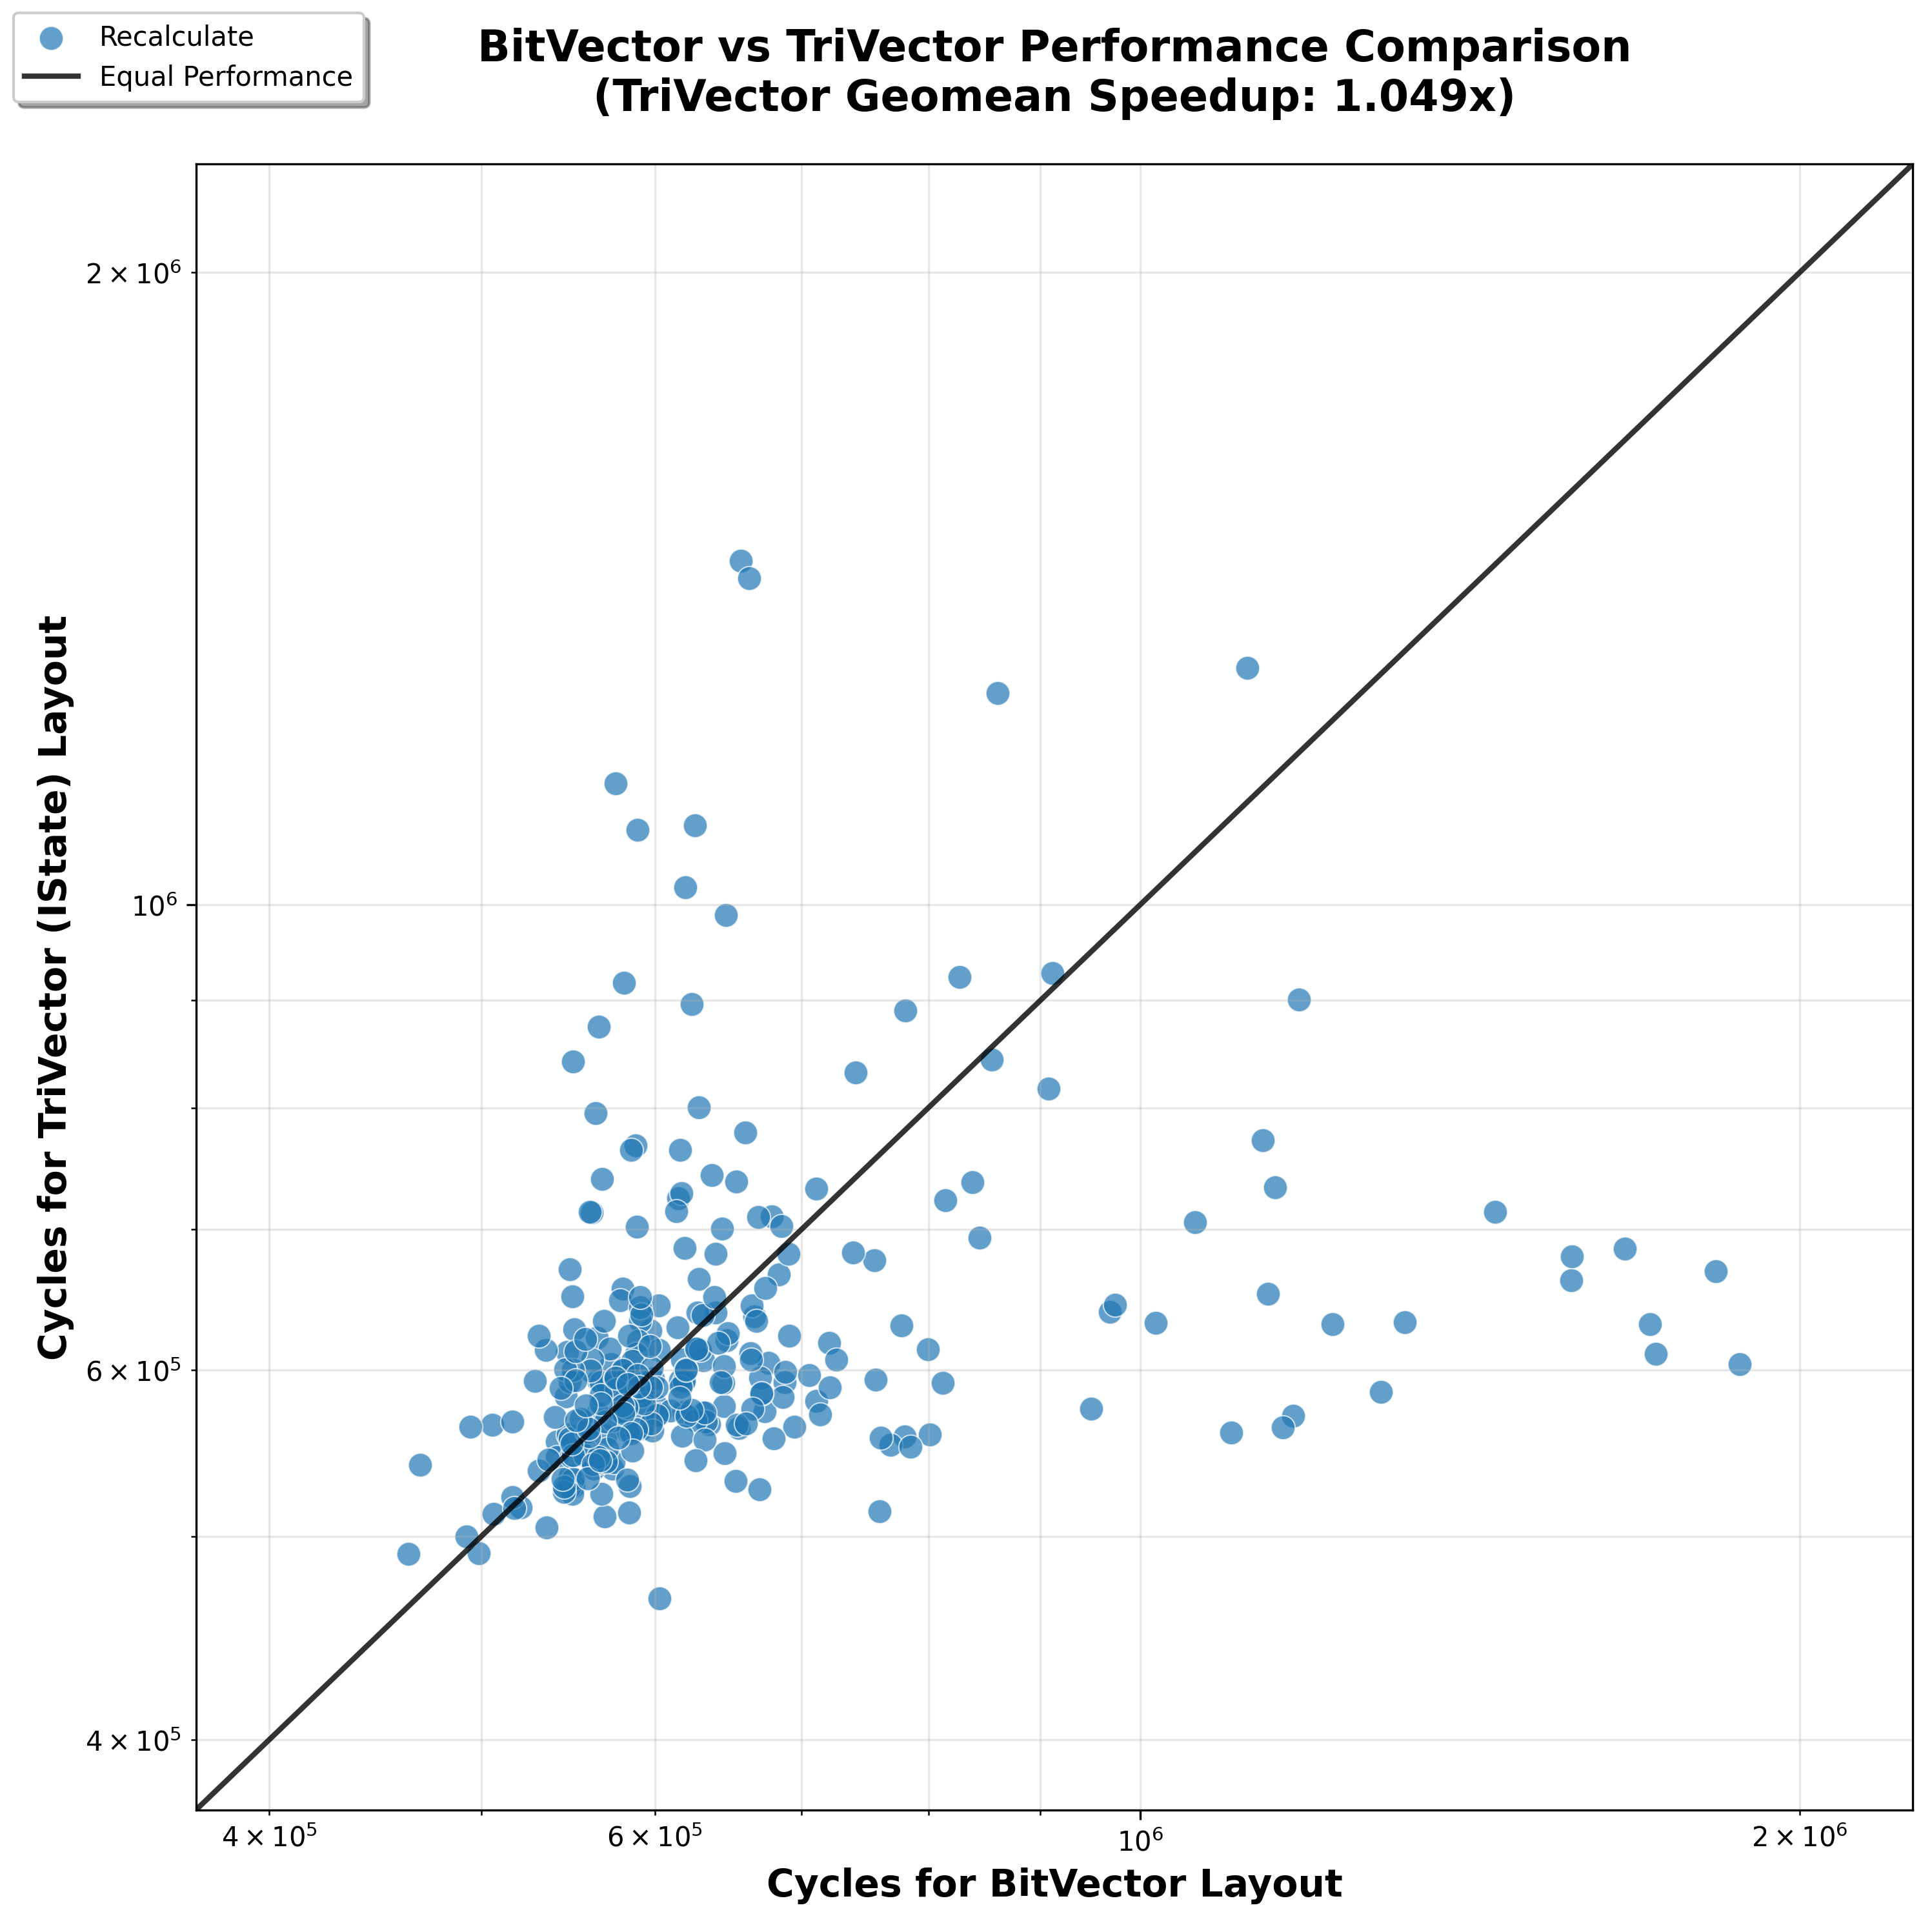 Recalculate
Equal Performance
BitVector vs TriVector Performance Comparison
(TriVector Geomean Speedup: 1.049x)
Cycles for TriVector (IState) Layout
2 × 10⁶
10⁶
6 × 10⁵
4 × 10⁵
4 × 10⁵
6 × 10⁵
10⁶
2 × 10⁶
Cycles for BitVector Layout